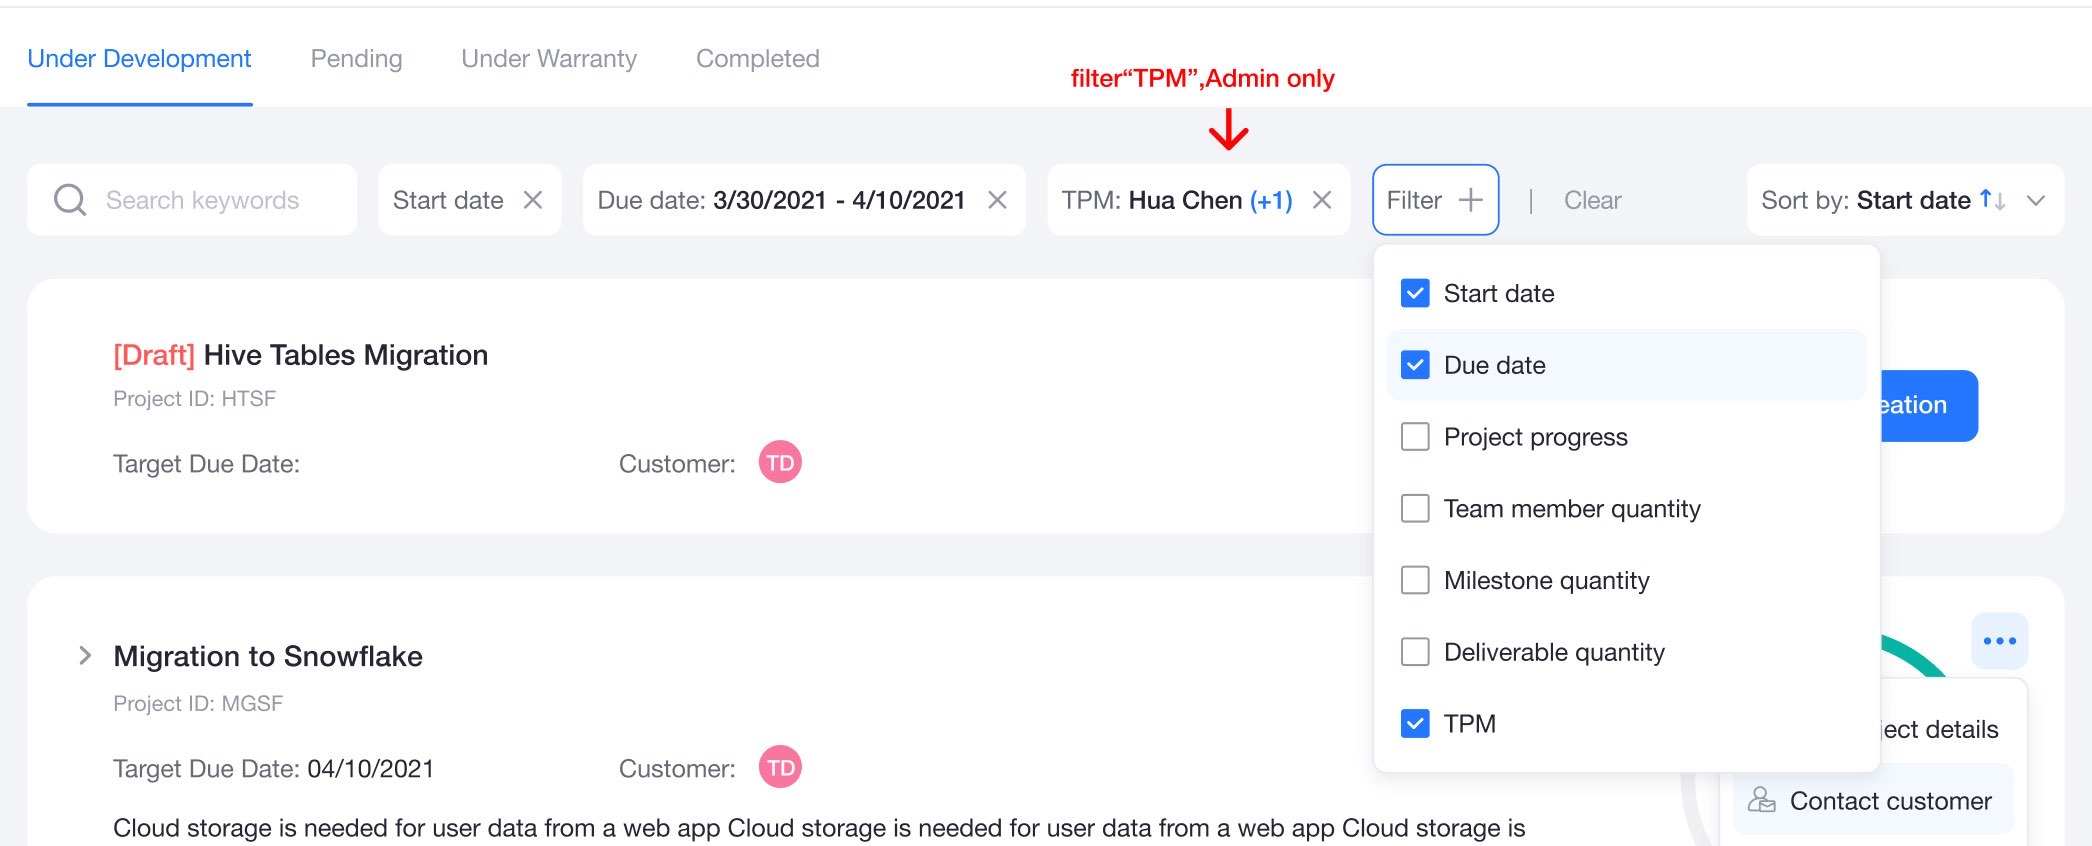 Under Development Pending Under Warranty Completed
filter“TPM”,Admin only
Search keywords Start date Due date: 3/30/2021 - 4/10/2021 TPM: Hua Chen (+1) Filter | Clear Sort by: Start date
Start date
Due date
Project progress
Team member quantity
Milestone quantity
Deliverable quantity
TPM
[Draft] Hive Tables Migration
Project ID: HTSF
Target Due Date: Customer: TD
eation
Migration to Snowflake
Project ID: MGSF
Target Due Date: 04/10/2021 Customer: TD
Cloud storage is needed for user data from a web app Cloud storage is needed for user data from a web app Cloud storage is
ject details
Contact customer